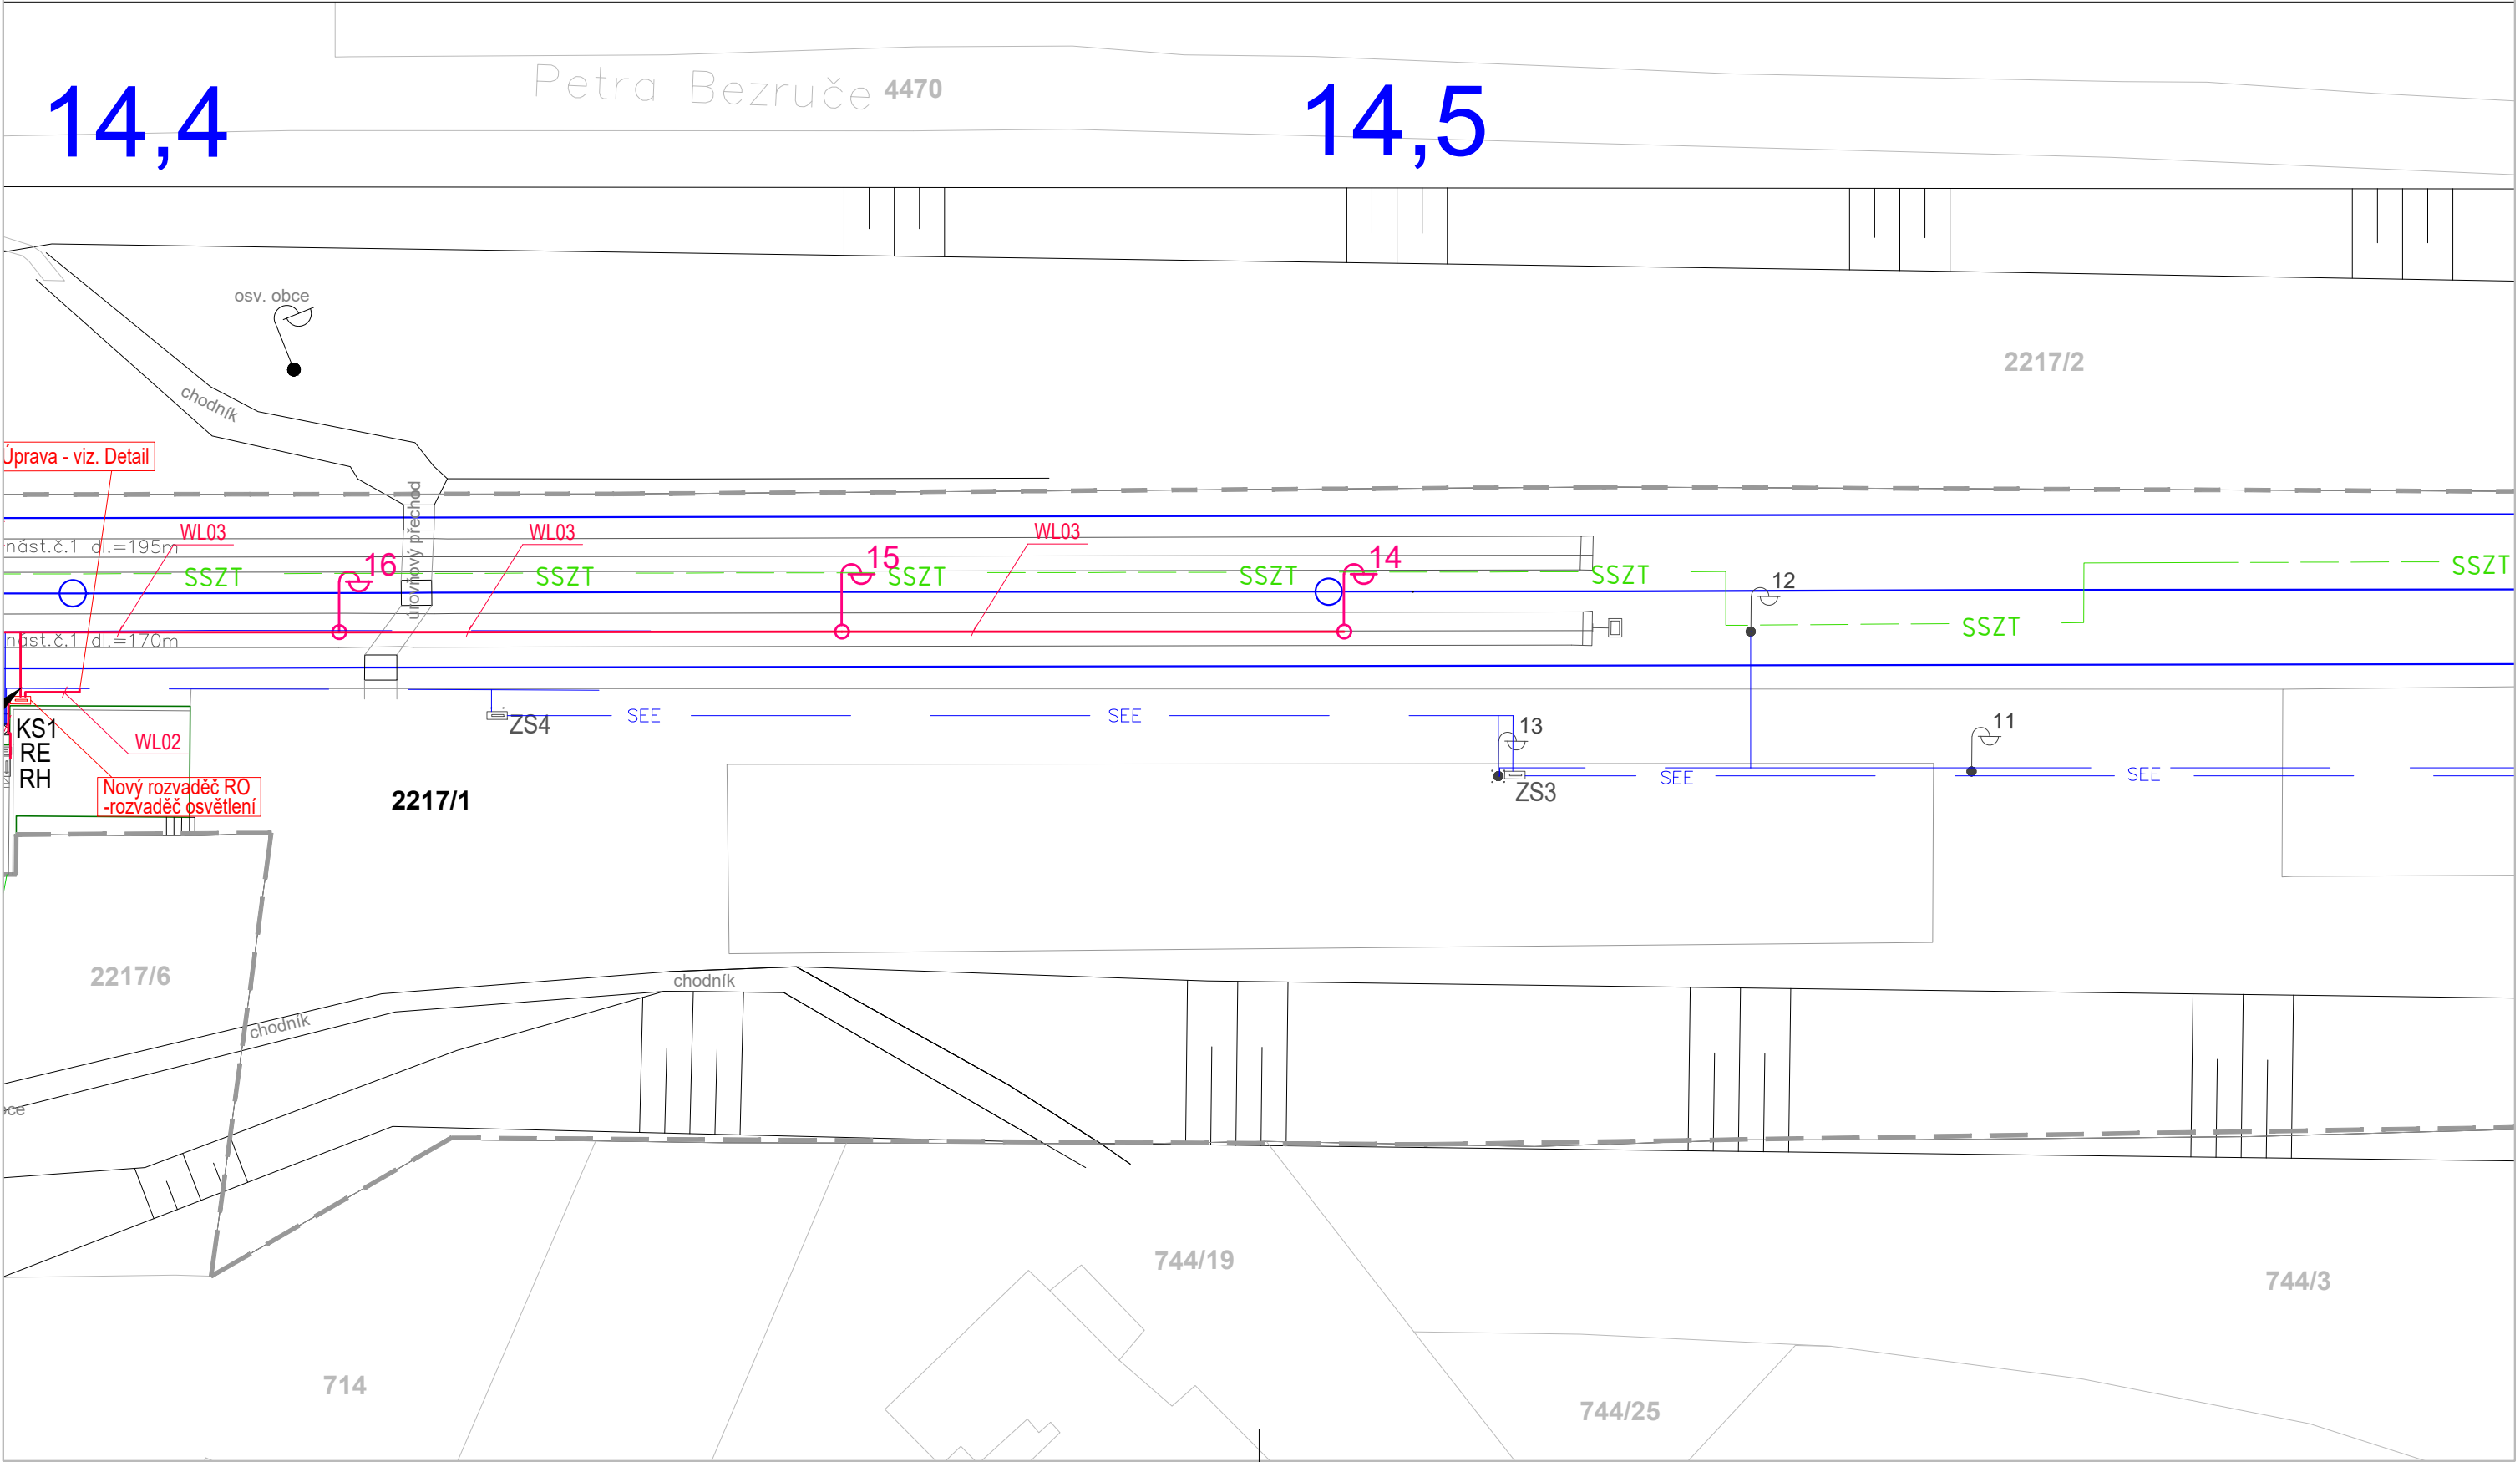 Petra Bezruče 4470
14,4
14,5
osv. obce
2217/2
chodník
Úprava - viz. Detail
úrovňový přechod
WL03
WL03
WL03
nást.č.1 dl.=195m
16
15
14
SSZT
SSZT
SSZT
SSZT
SSZT
SSZT
12
SSZT
nást.č.1 dl.=170m
KS1
RE
RH
WL02
ZS4
SEE
SEE
13
11
ZS3
SEE
SEE
Nový rozvaděč RO
-rozvaděč osvětlení
2217/1
2217/6
chodník
chodník
744/19
744/3
714
744/25